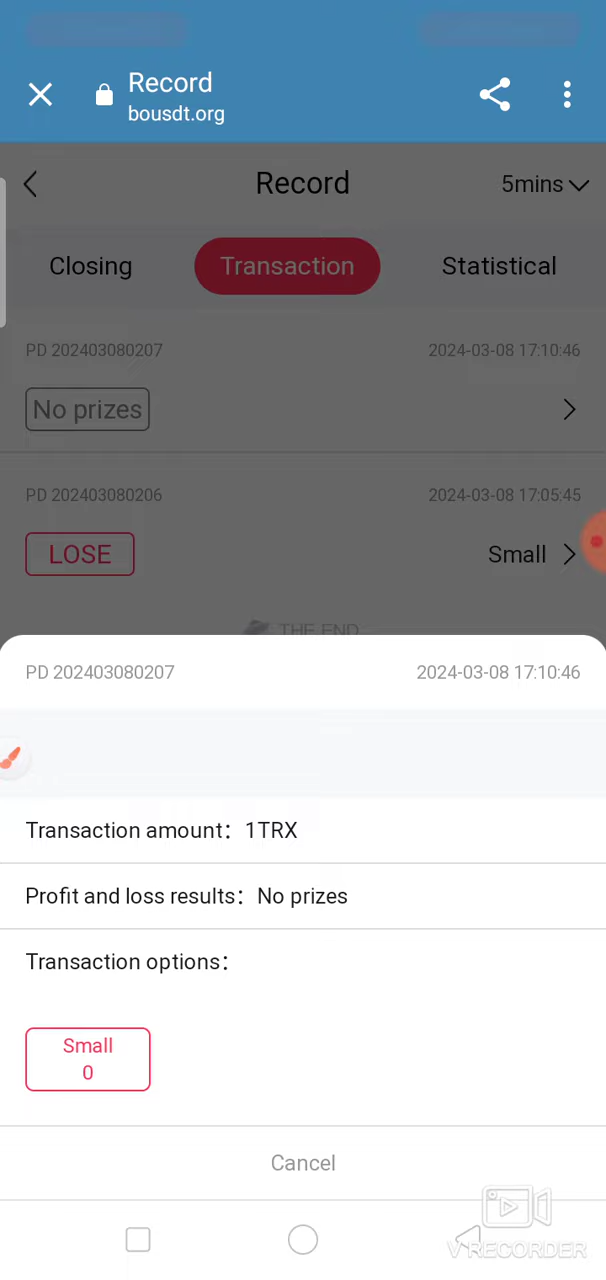 Record
bousdt.org
Record
5mins
Closing
Transaction
Statistical
PD 202403080207
2024-03-08 17:10:46
No prizes
PD 202403080206
2024-03-08 17:05:45
LOSE
Small
THE END
PD 202403080207
2024-03-08 17:10:46
Transaction amount：1TRX
Profit and loss results：No prizes
Transaction options：
Small
0
Cancel
V RECORDER